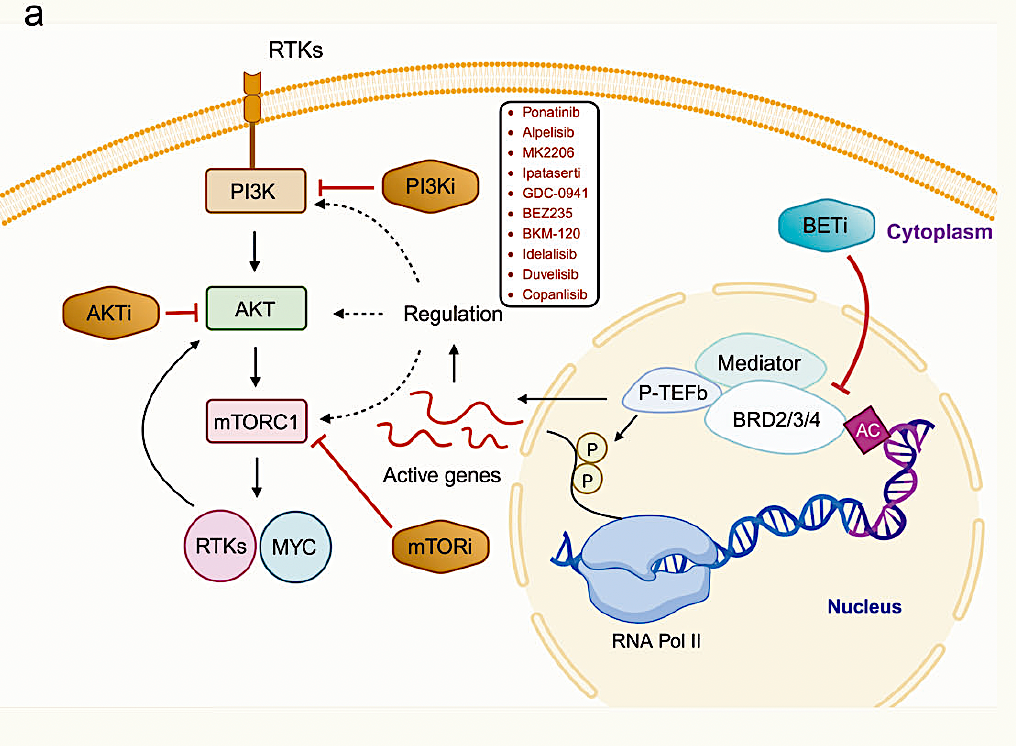 a
RTKs
Ponatinib
Alpelisib
MK2206
Ipataserti
GDC-0941
BEZ235
BKM-120
Idelalisib
Duvelisib
Copanlisib
PI3K
PI3Ki
BETi
Cytoplasm
AKTi
AKT
Regulation
Mediator
P-TEFb
BRD2/3/4
AC
mTORC1
P
P
Active genes
RTKs
MYC
mTORi
Nucleus
RNA Pol II